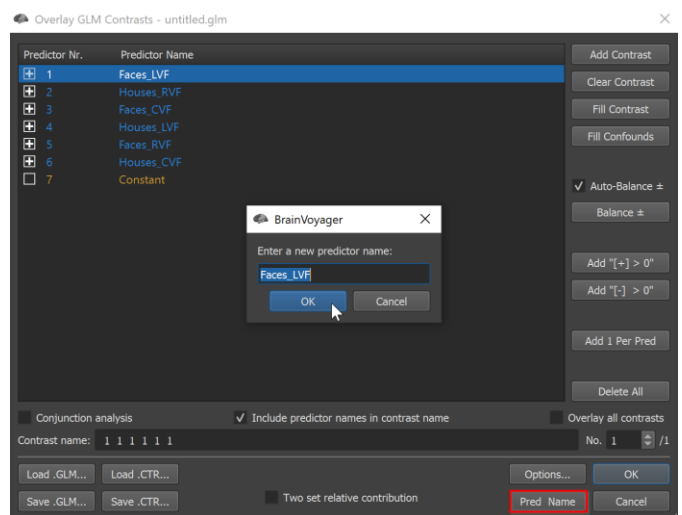 Overlay GLM Contrasts - untitled.glm
Predictor Nr. Predictor Name
1 Faces_LVF
2 Houses_RVF
3 Faces_CVF
4 Houses_LVF
5 Faces_RVF
6 Houses_CVF
7 Constant
Add Contrast
Clear Contrast
Fill Contrast
Fill Confounds
Auto-Balance ±
Balance ±
Add "[+] > 0"
Add "[-] > 0"
Add 1 Per Pred
Delete All
BrainVoyager
Enter a new predictor name:
Faces_LVF
OK Cancel
Conjunction analysis Include predictor names in contrast name Overlay all contrasts
Contrast name: 1 1 1 1 1 1 No. 1 /1
Load .GLM... Load .CTR... Options... OK
Save .GLM... Save .CTR... Two set relative contribution Pred Name Cancel